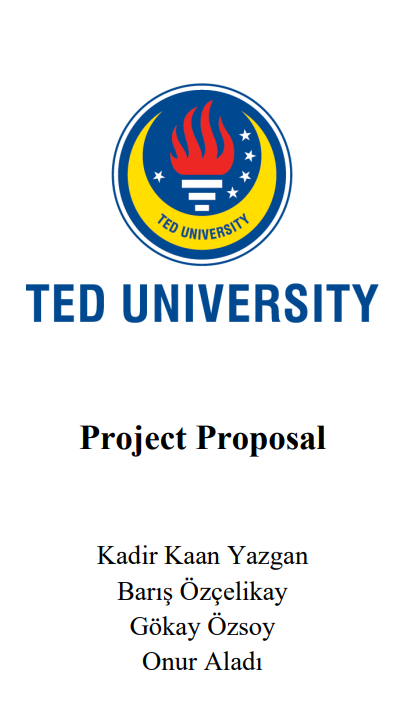 TED UNIVERSITY
TED UNIVERSITY
Project Proposal
Kadir Kaan Yazgan
Barış Özçelikay
Gökay Özsoy
Onur Aladı